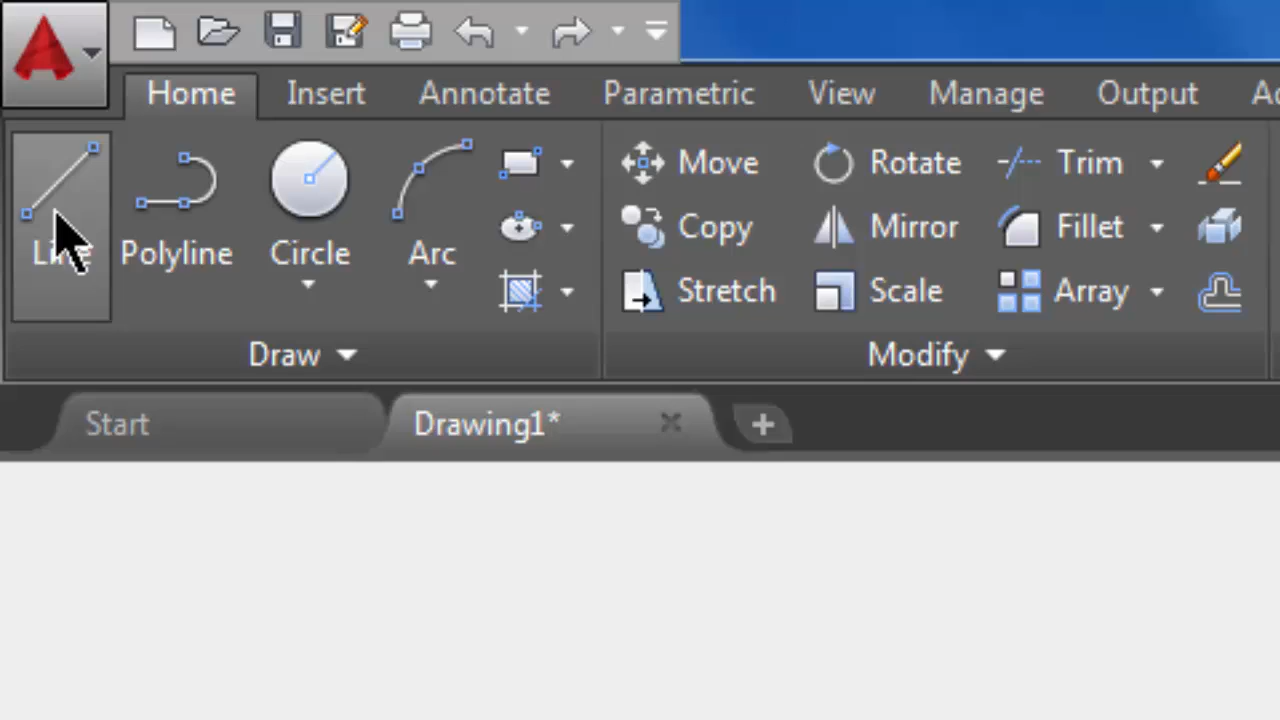 Home Insert Annotate Parametric View Manage Output
Line Polyline Circle Arc
Move Rotate Trim
Copy Mirror Fillet
Stretch Scale Array
Draw Modify
Start Drawing1*